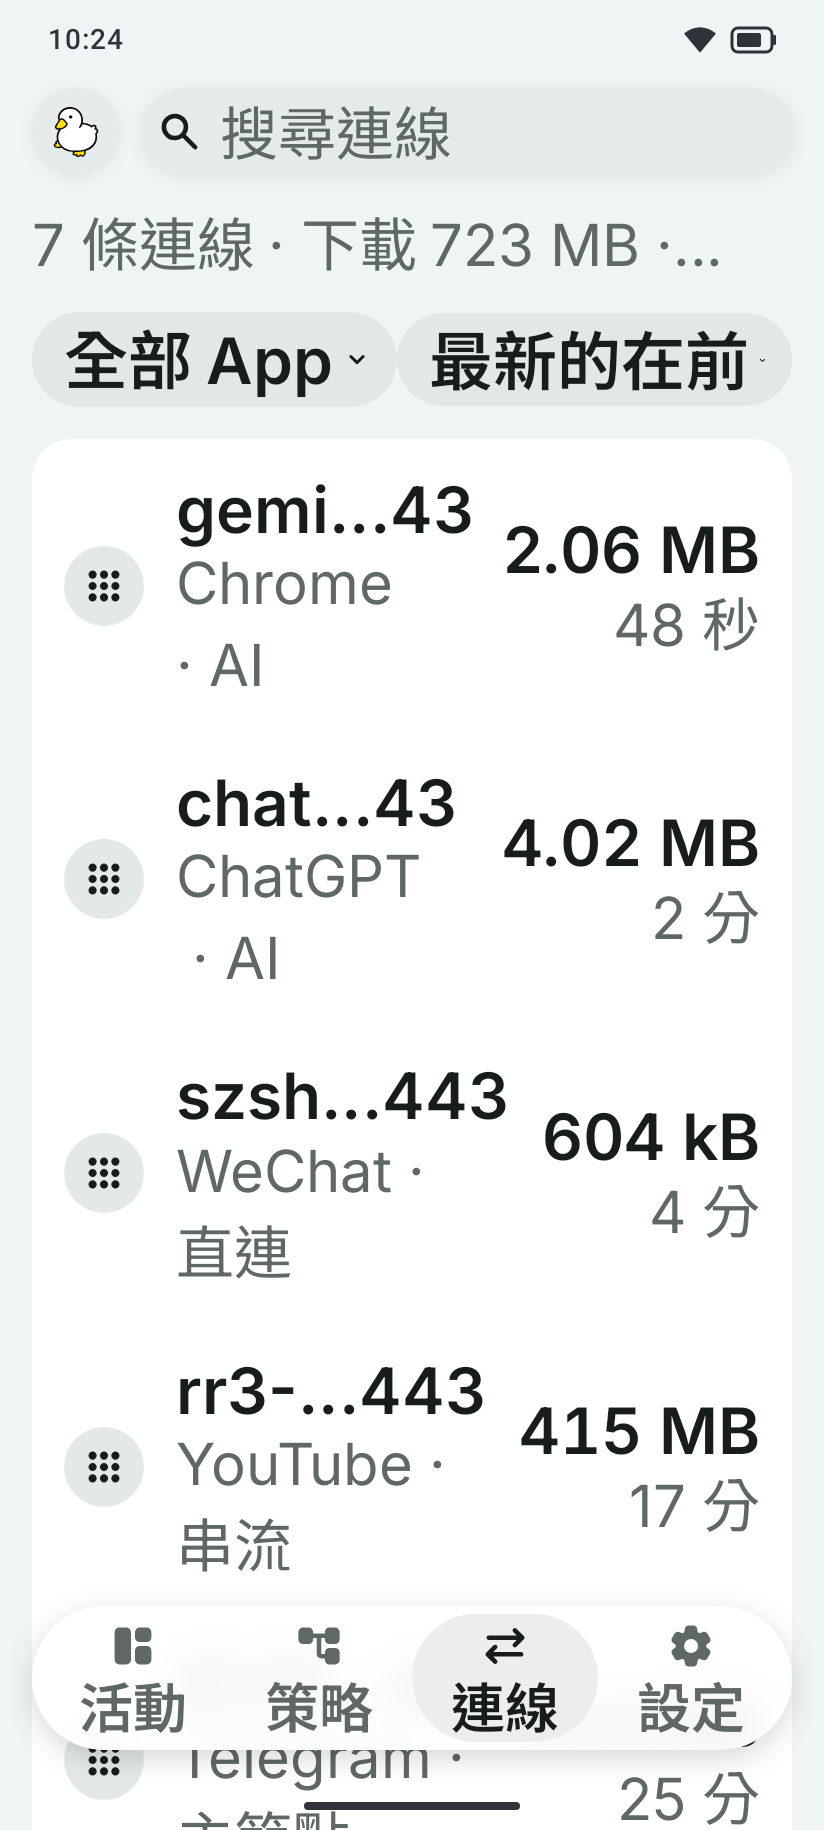 10:24
搜尋連線
7 條連線 · 下載 723 MB ·...
全部 App
最新的在前
gemi...43
2.06 MB
Chrome
48 秒
· AI
chat...43
4.02 MB
ChatGPT
2 分
· AI
szsh...443
604 kB
WeChat ·
4 分
直連
rr3-...443
415 MB
YouTube ·
17 分
串流
活動
策略
連線
設定
Telegram ·
25 分